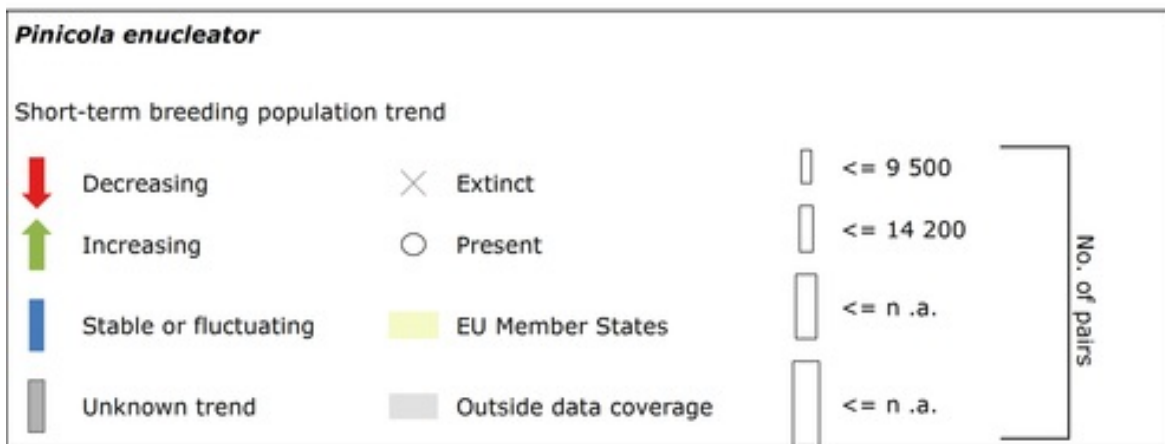 Pinicola enucleator
Short-term breeding population trend
Decreasing
Increasing
Stable or fluctuating
Unknown trend
Extinct
Present
EU Member States
Outside data coverage
<= 9 500
<= 14 200
<= n .a.
<= n .a.
No. of pairs